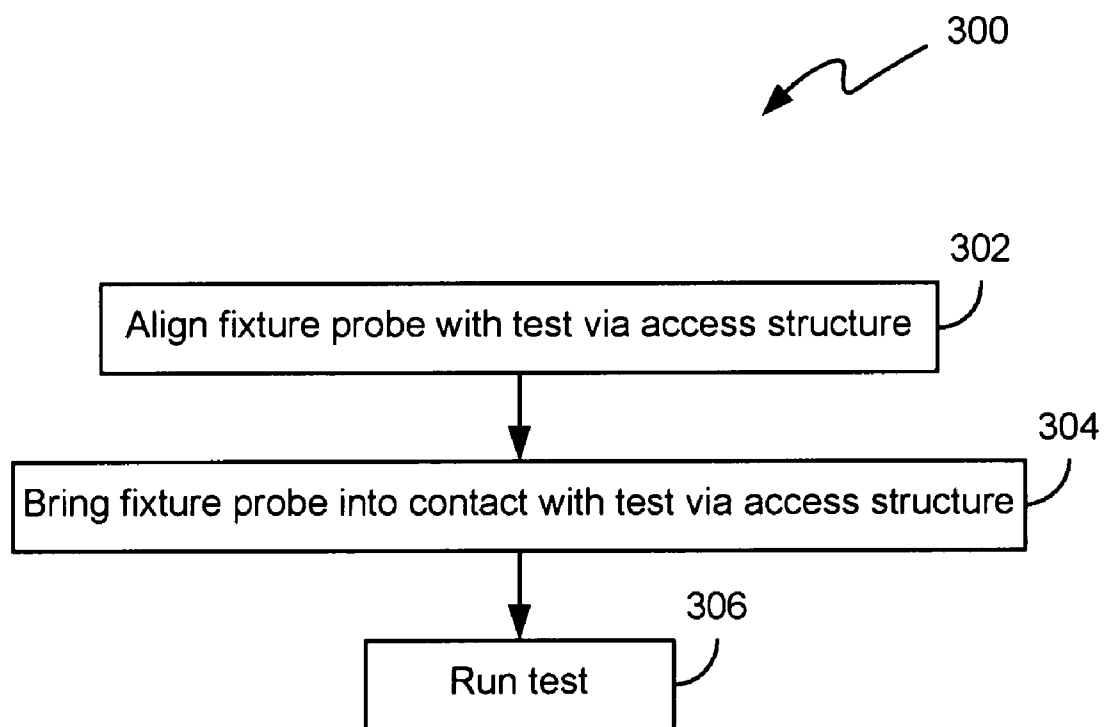 300
302
Align fixture probe with test via access structure
304
Bring fixture probe into contact with test via access structure
306
Run test